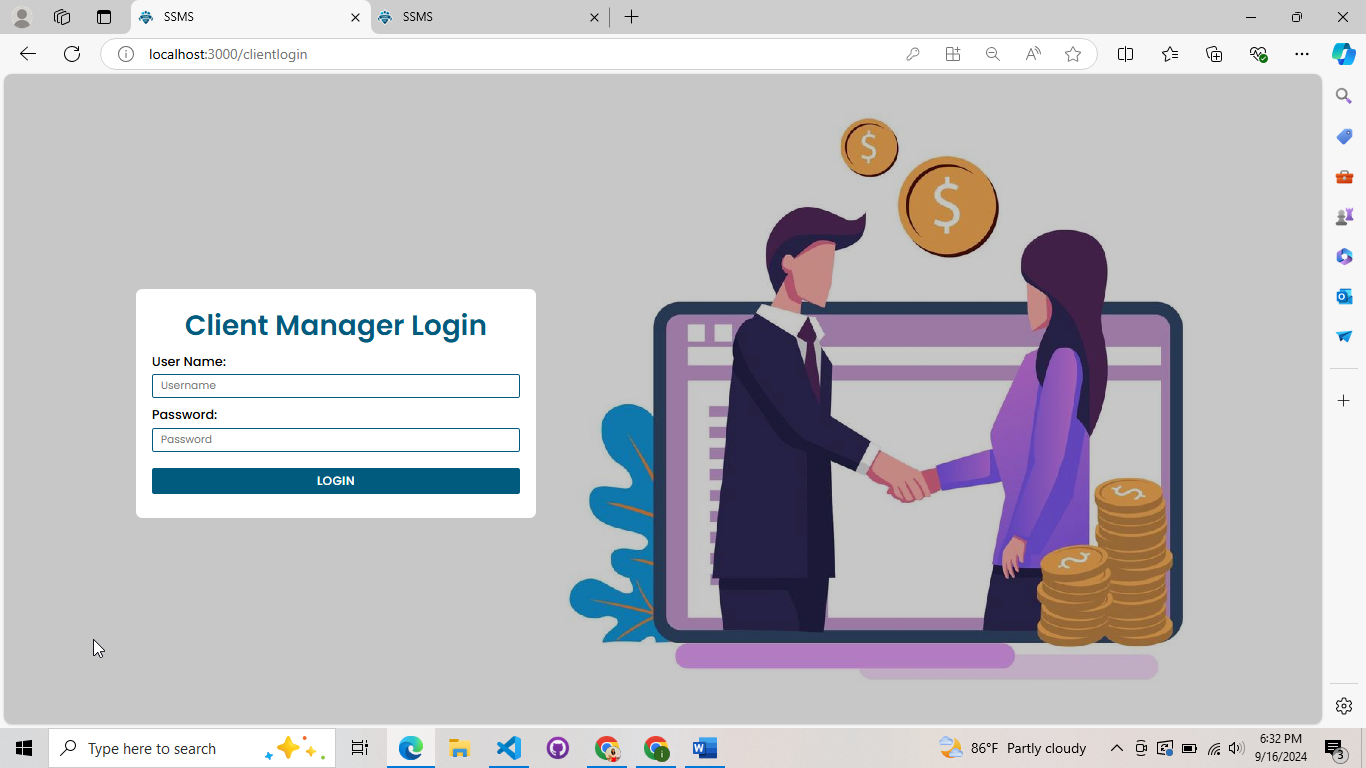 SSMS
SSMS
localhost:3000/clientlogin
Client Manager Login
User Name:
Username
Password:
Password
LOGIN
$
$
Type here to search
86°F Partly cloudy
6:32 PM
9/16/2024
3